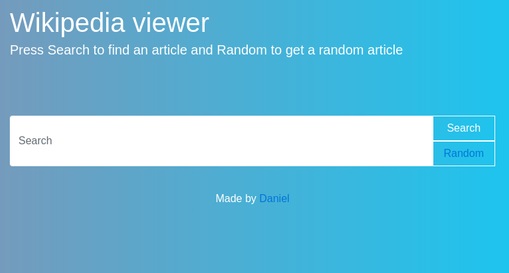 Wikipedia viewer
Press Search to find an article and Random to get a random article
Search
Search
Random
Made by Daniel